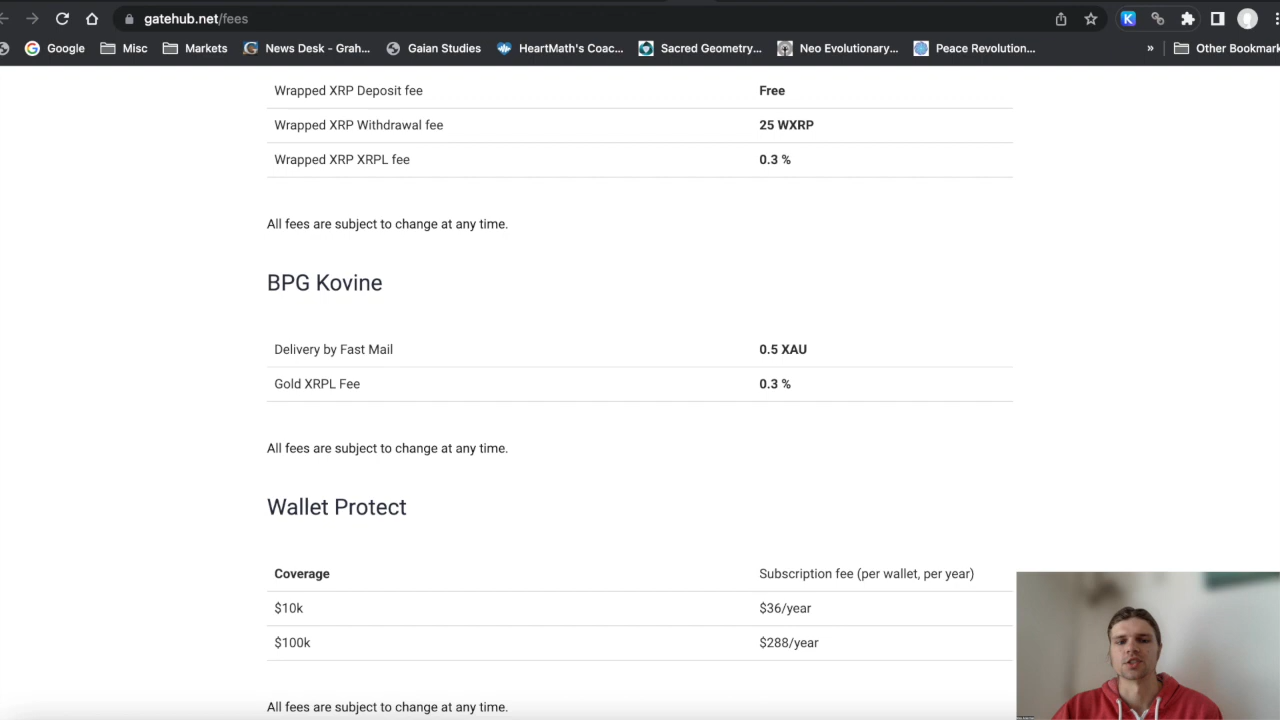 gatehub.net/fees
Google Misc Markets News Desk - Grah... Gaian Studies HeartMath's Coac... Sacred Geometry... Neo Evolutionary... Peace Revolution... » Other Bookmark
Wrapped XRP Deposit fee Free
Wrapped XRP Withdrawal fee 25 WXRP
Wrapped XRP XRPL fee 0.3 %
All fees are subject to change at any time.
BPG Kovine
Delivery by Fast Mail 0.5 XAU
Gold XRPL Fee 0.3 %
All fees are subject to change at any time.
Wallet Protect
Coverage Subscription fee (per wallet, per year)
$10k $36/year
$100k $288/year
All fees are subject to change at any time.